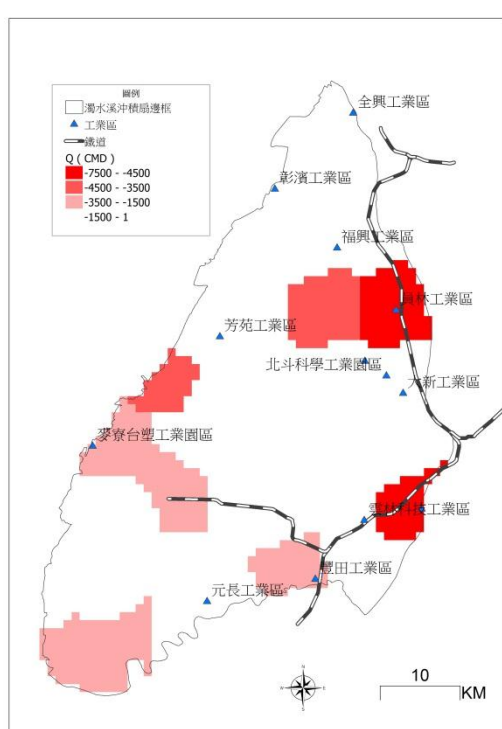 圖例
濁水溪沖積扇邊框
工業區
鐵道
Q ( CMD )
-7500 - -4500
-4500 - -3500
-3500 - -1500
-1500 - 1
全興工業區
彰濱工業區
福興工業區
員林工業區
芳苑工業區
北斗科學工業園區
大新工業區
麥寮台塑工業園區
雲林科技工業區
豐田工業區
元長工業區
N
W
E
S
10
KM